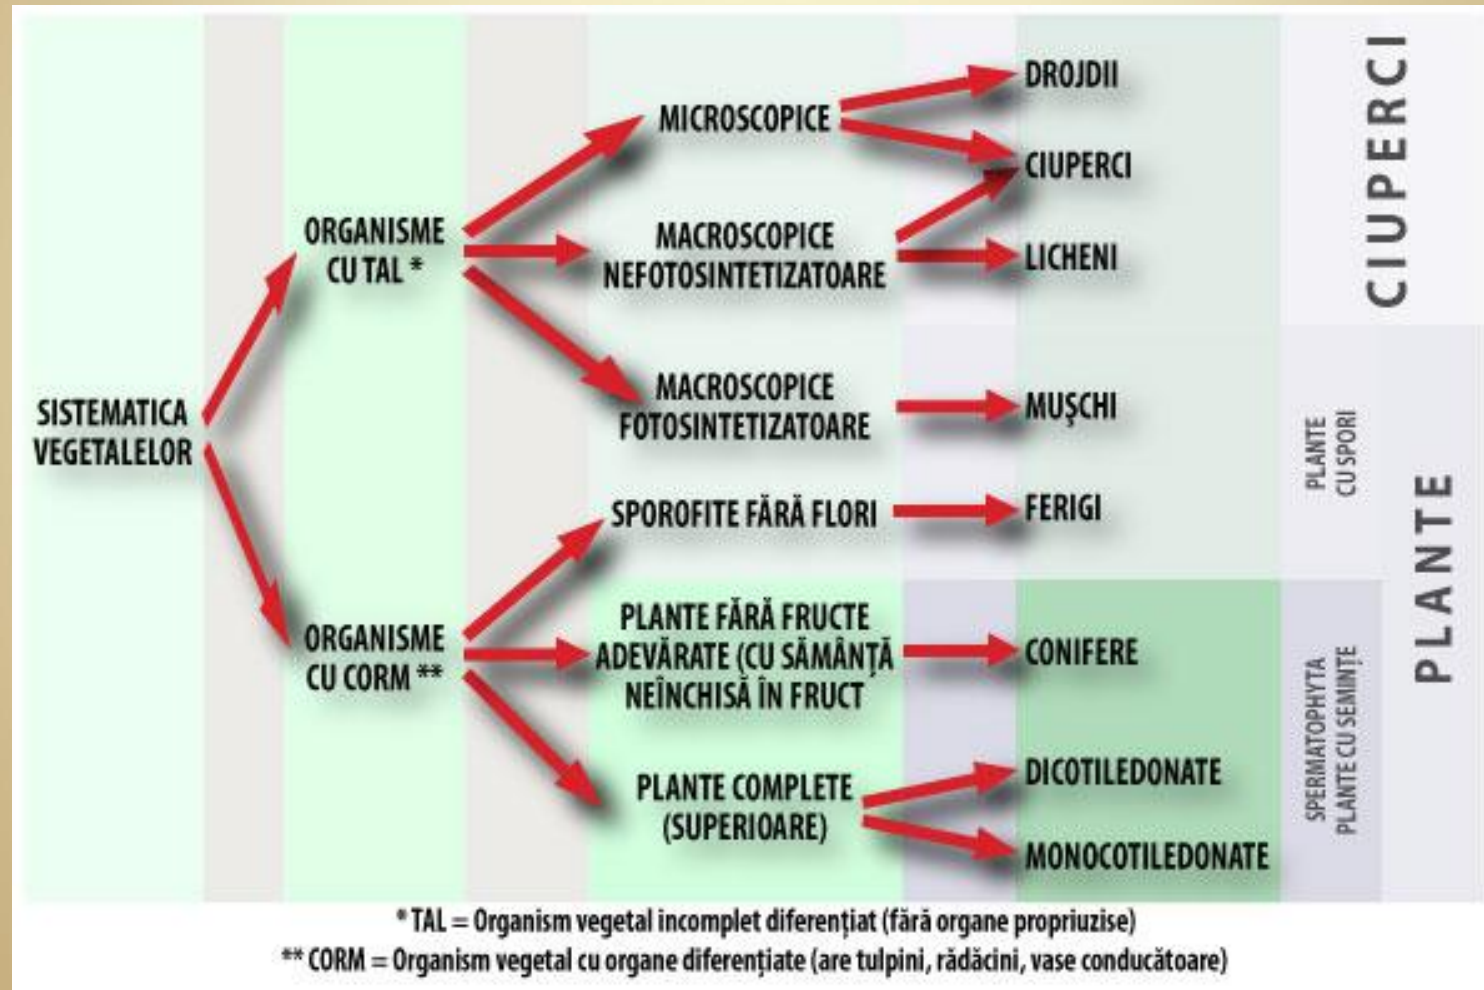 SISTEMATICA
VEGETALELOR
ORGANISME
CU TAL *
ORGANISME
CU CORM **
MICROSCOPICE
MACROSCOPICE
NEFOTOSINTETIZATOARE
MACROSCOPICE
FOTOSINTETIZATOARE
SPOROFITE FĂRĂ FLORI
PLANTE FĂRĂ FRUCTE
ADEVĂRATE (CU SĂMÂNȚĂ
NEÎNCHISĂ ÎN FRUCT
PLANTE COMPLETE
(SUPERIOARE)
DROJDII
CIUPERCI
LICHENI
MUŞCHI
FERIGI
CONIFERE
DICOTILEDONATE
MONOCOTILEDONATE
CIUPERCI
PLANTE
CU SPORI
SPERMATOPHYTA
PLANTE CU SEMINȚE
PLANTE
* TAL = Organism vegetal incomplet diferențiat (fără organe propriuzise)
** CORM = Organism vegetal cu organe diferențiate (are tulpini, rădăcini, vase conducătoare)